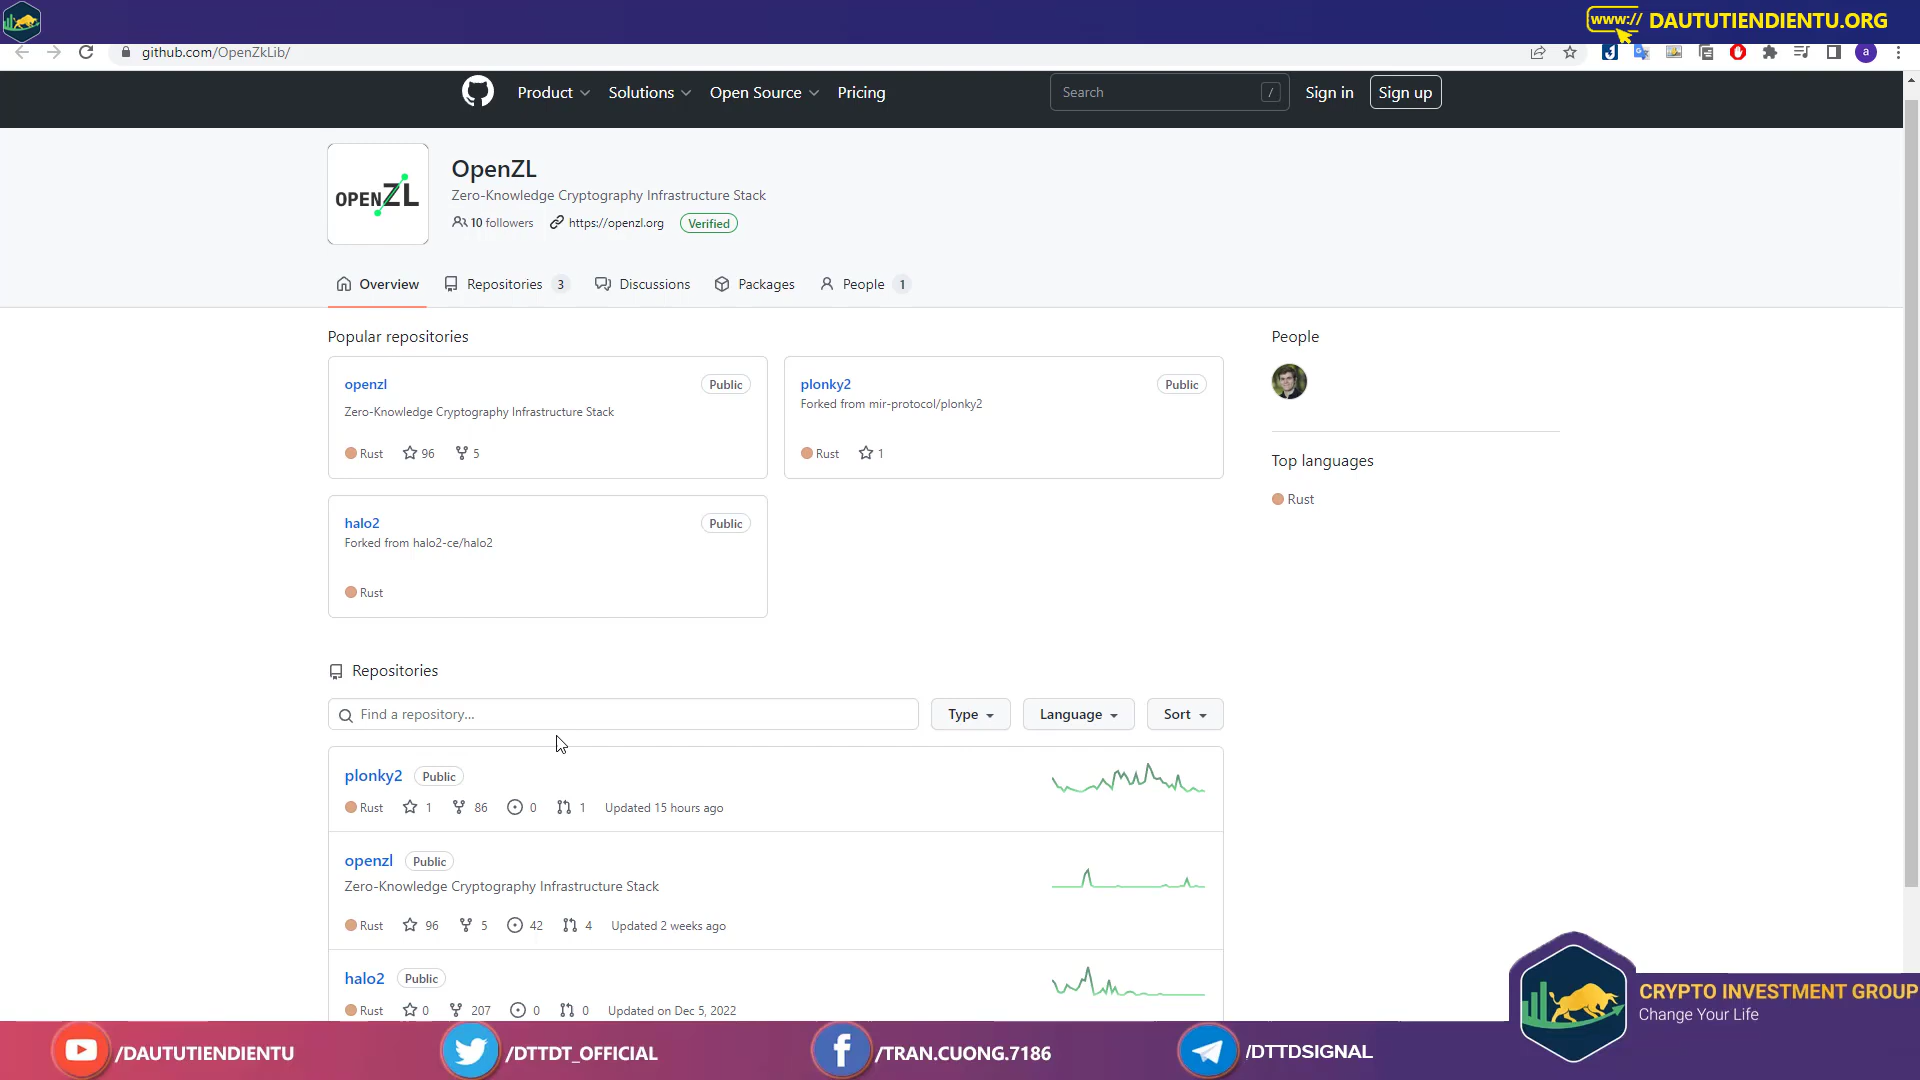 www:// DAUTUTIENDIENTU.ORG
github.com/OpenZkLib/
a
Product Solutions Open Source Pricing Search / Sign in Sign up
OPENZL
OpenZL
Zero-Knowledge Cryptography Infrastructure Stack
10 followers https://openzl.org Verified
Overview Repositories 3 Discussions Packages People 1
Popular repositories
openzl Public
Zero-Knowledge Cryptography Infrastructure Stack
Rust 96 5
plonky2 Public
Forked from mir-protocol/plonky2
Rust 1
halo2 Public
Forked from halo2-ce/halo2
Rust
People
Top languages
Rust
Repositories
Find a repository... Type Language Sort
plonky2 Public
Rust 1 86 0 1 Updated 15 hours ago
openzl Public
Zero-Knowledge Cryptography Infrastructure Stack
Rust 96 5 42 4 Updated 2 weeks ago
halo2 Public
Rust 0 207 0 0 Updated on Dec 5, 2022
CRYPTO INVESTMENT GROUP
Change Your Life
/DAUTUTIENDIENTU /DTTDT_OFFICIAL /TRAN.CUONG.7186 /DTTDSIGNAL